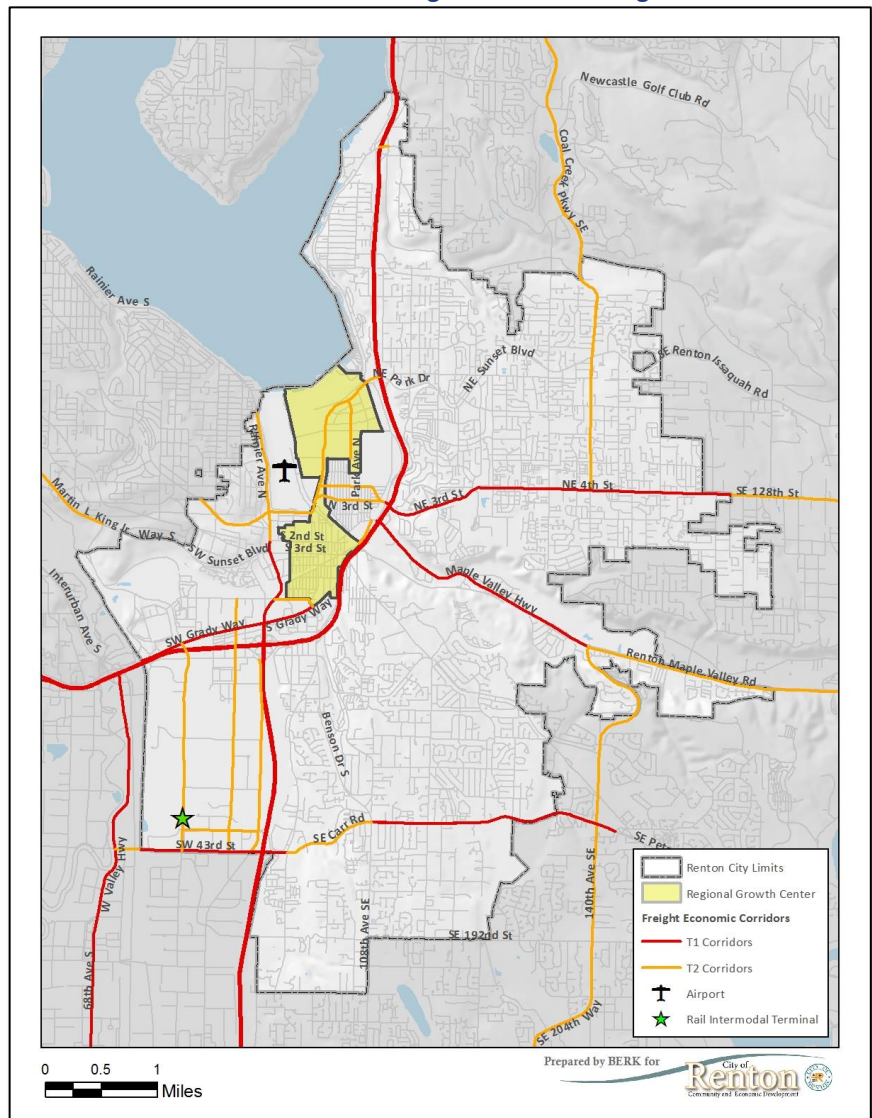 Newcastle Golf Club Rd
Coal Creek Pkwy SE
Rainier Ave S
SE Renton Issaquah Rd
NE Sunset Blvd
NE Park Dr
Rainier Ave N
Park Ave N
NE 4th St
SE 128th St
NE 3rd St
N 3rd St
Martin L King Jr Way S
S 2nd St
S 3rd St
SW Sunset Blvd
Maple Valley Hwy
Interurban Ave S
SW Grady Way
S Grady Way
Renton Maple Valley Rd
Benson Dr S
SE Carr Rd
SW 43rd St
SE Pet
W Valley Hwy
140th Ave SE
108th Ave SE
SE 192nd St
68th Ave S
SE 204th Way
Renton City Limits
Regional Growth Center
Freight Economic Corridors
T1 Corridors
T2 Corridors
Airport
Rail Intermodal Terminal
0 0.5 1
Miles
Prepared by BERK for
City of
Renton
Community and Economic Development